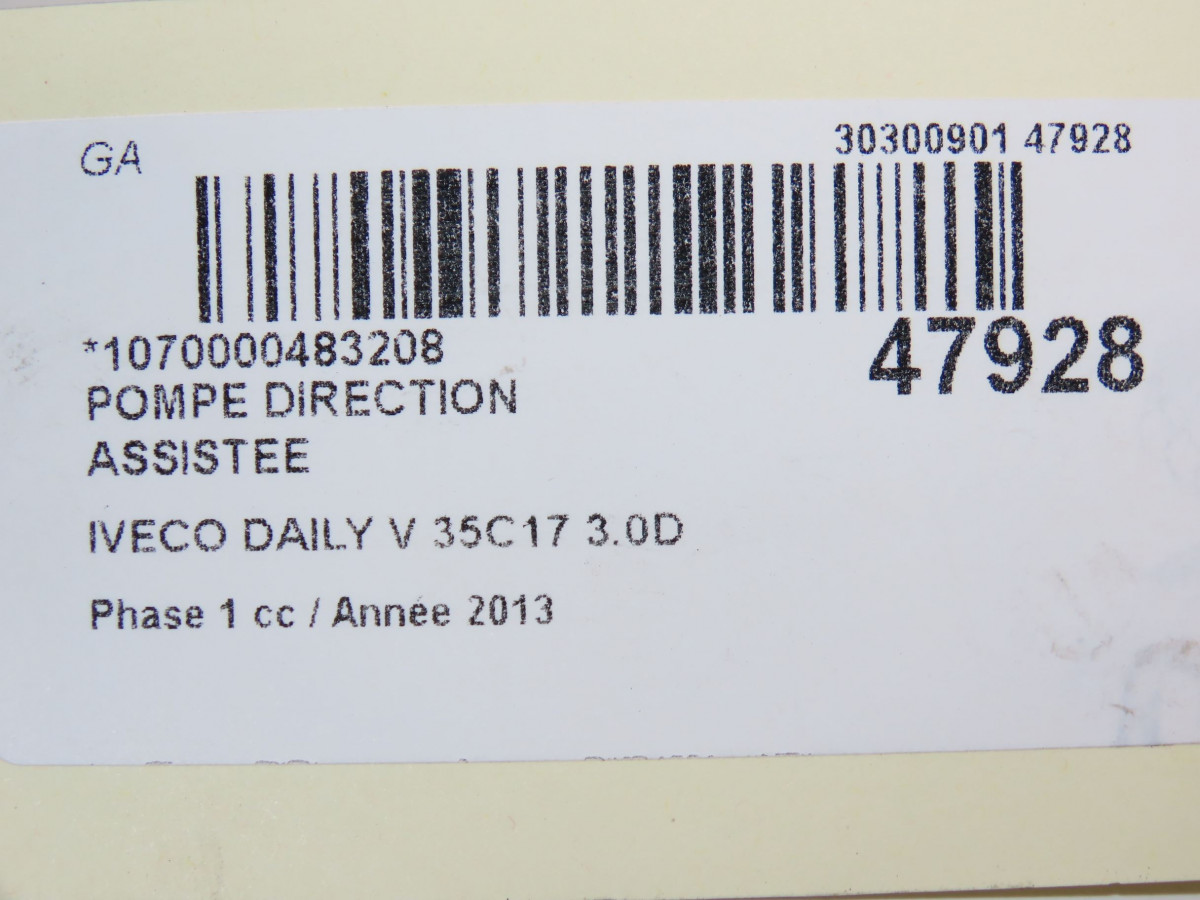 GA
30300901 47928
*1070000483208
47928
POMPE DIRECTION
ASSISTEE
IVECO DAILY V 35C17 3.0D
Phase 1 cc / Année 2013